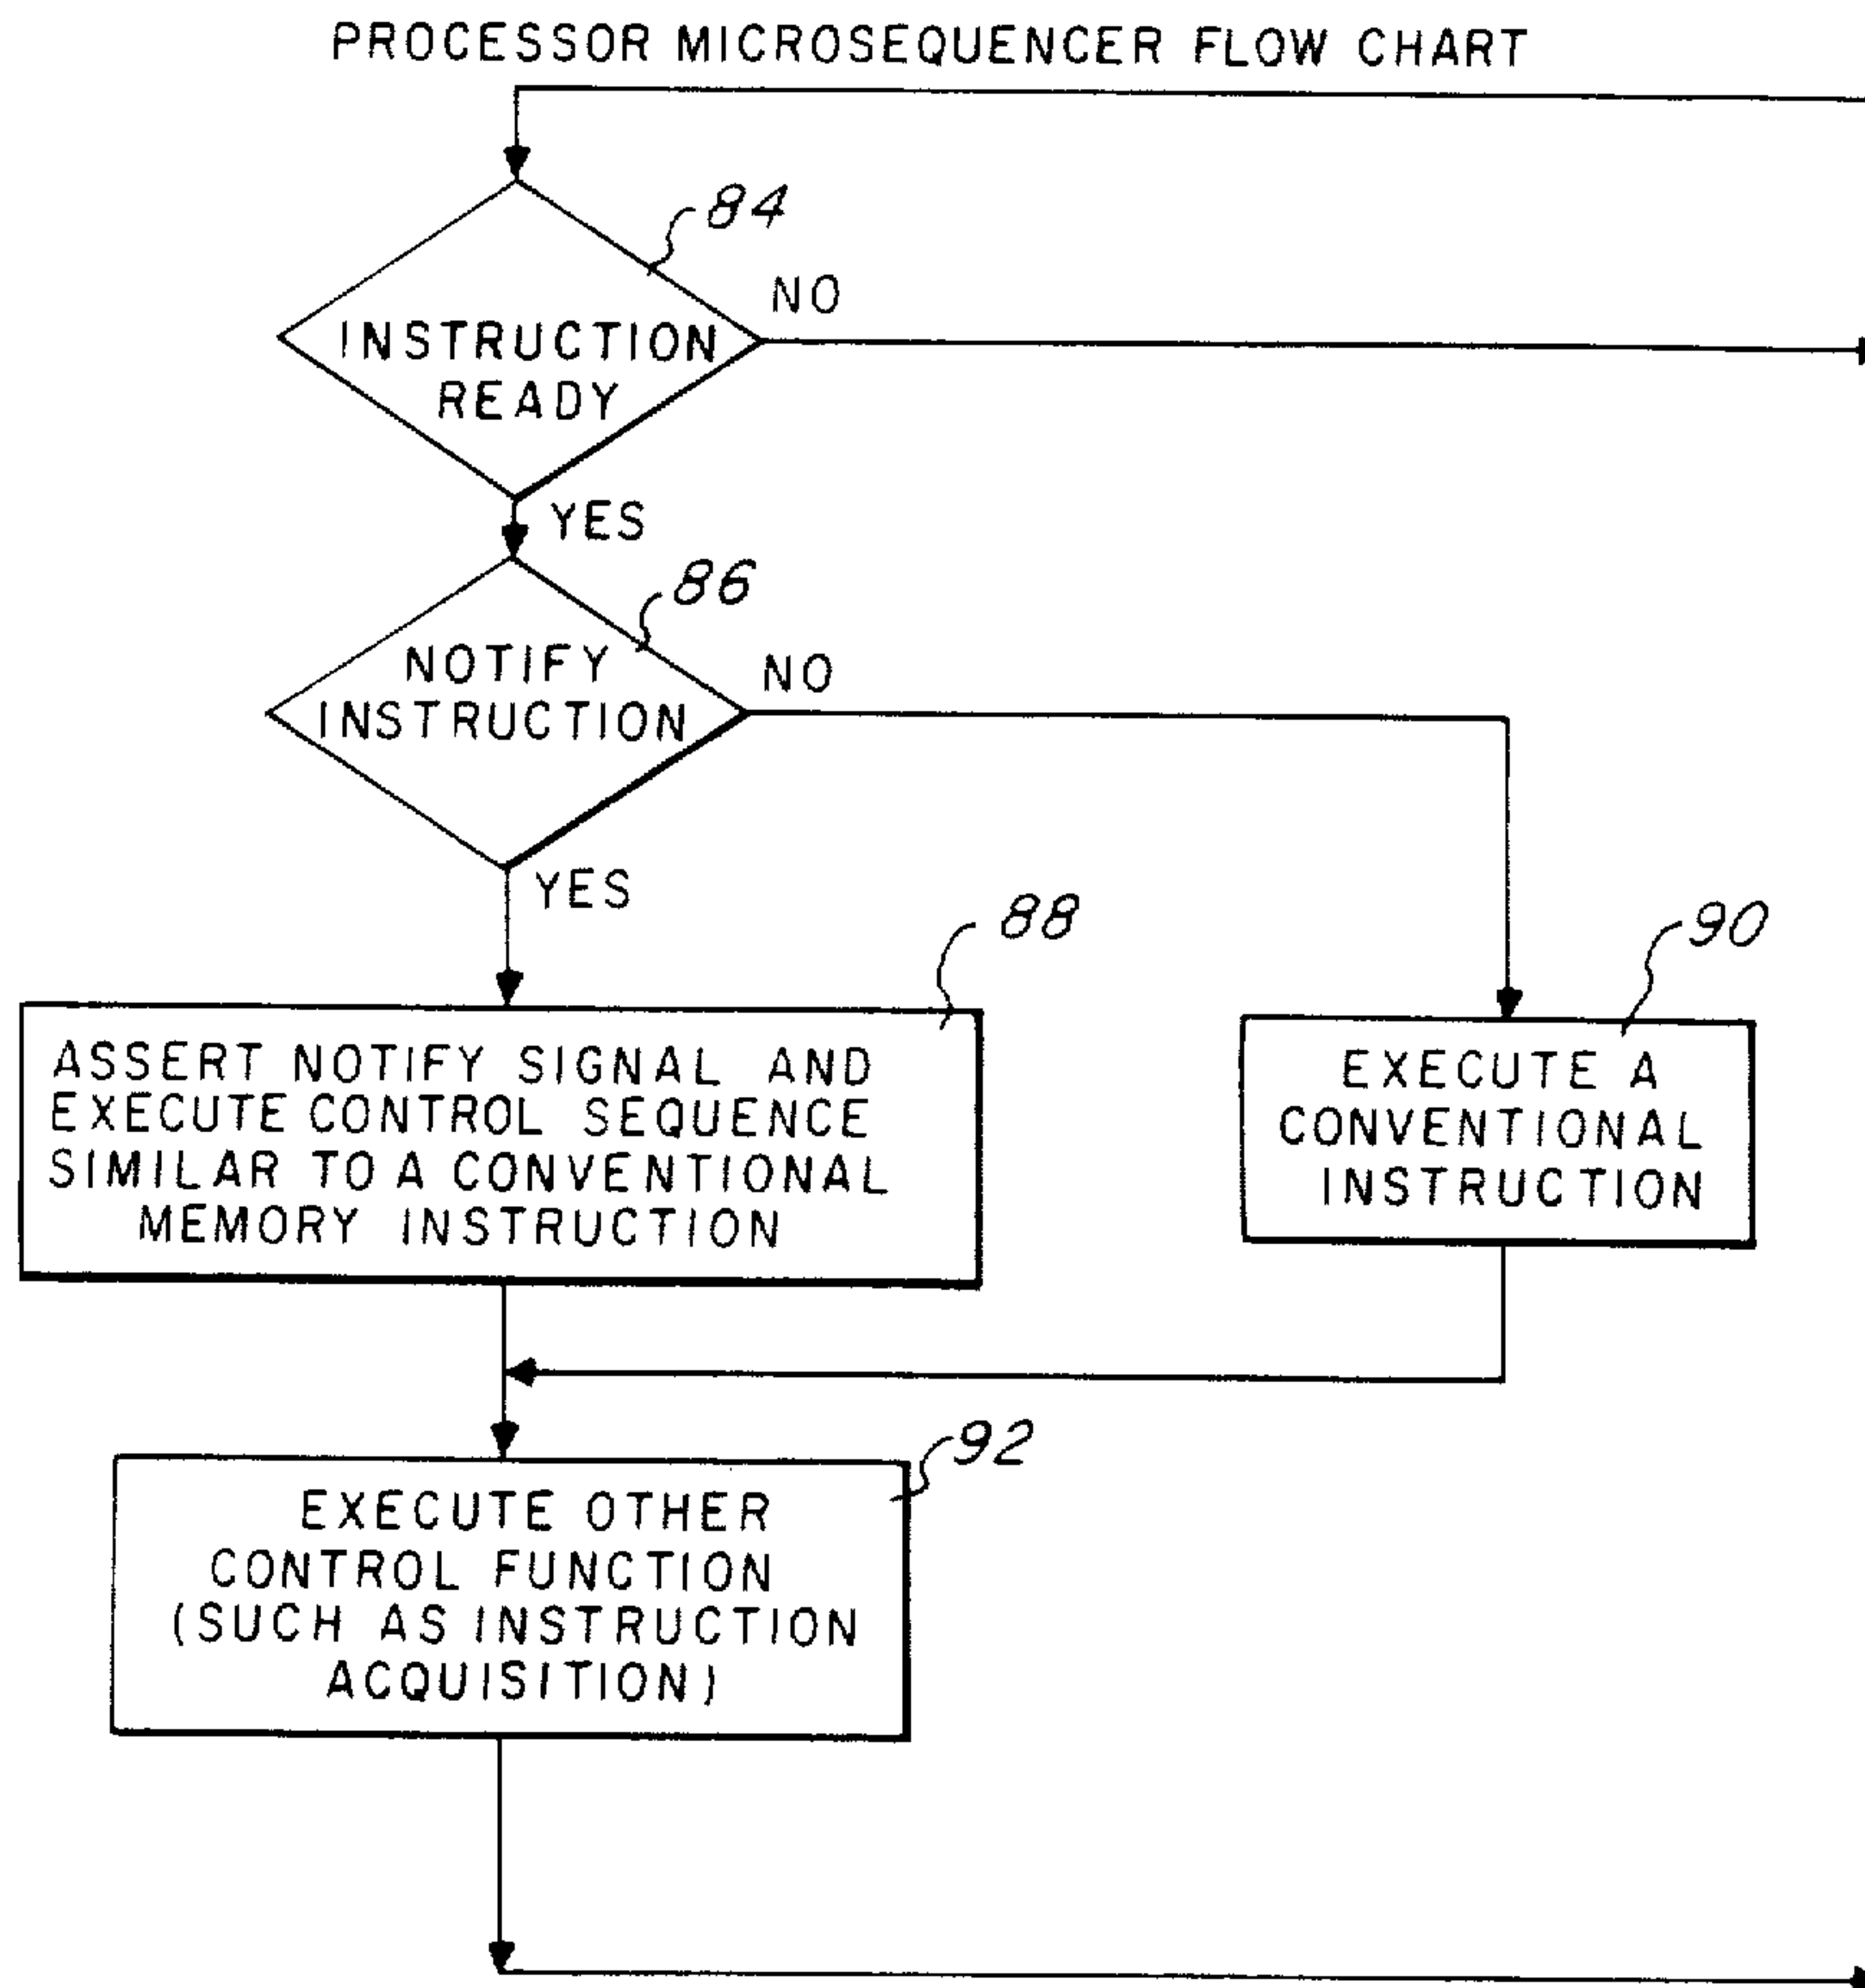 PROCESSOR MICROSEQUENCER FLOW CHART
84
NO
INSTRUCTION
READY
YES
86
NOTIFY
INSTRUCTION
NO
YES
88
90
ASSERT NOTIFY SIGNAL AND
EXECUTE CONTROL SEQUENCE
SIMILAR TO A CONVENTIONAL
MEMORY INSTRUCTION
EXECUTE A
CONVENTIONAL
INSTRUCTION
92
EXECUTE OTHER
CONTROL FUNCTION
(SUCH AS INSTRUCTION
ACQUISITION)